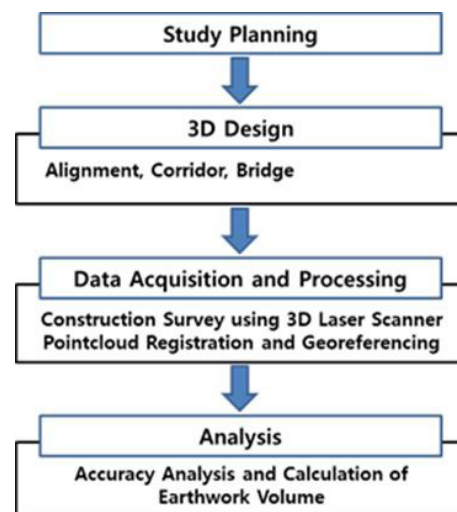 Study Planning
3D Design
Alignment, Corridor, Bridge
Data Acquisition and Processing
Construction Survey using 3D Laser Scanner
Pointcloud Registration and Georeferencing
Analysis
Accuracy Analysis and Calculation of
Earthwork Volume